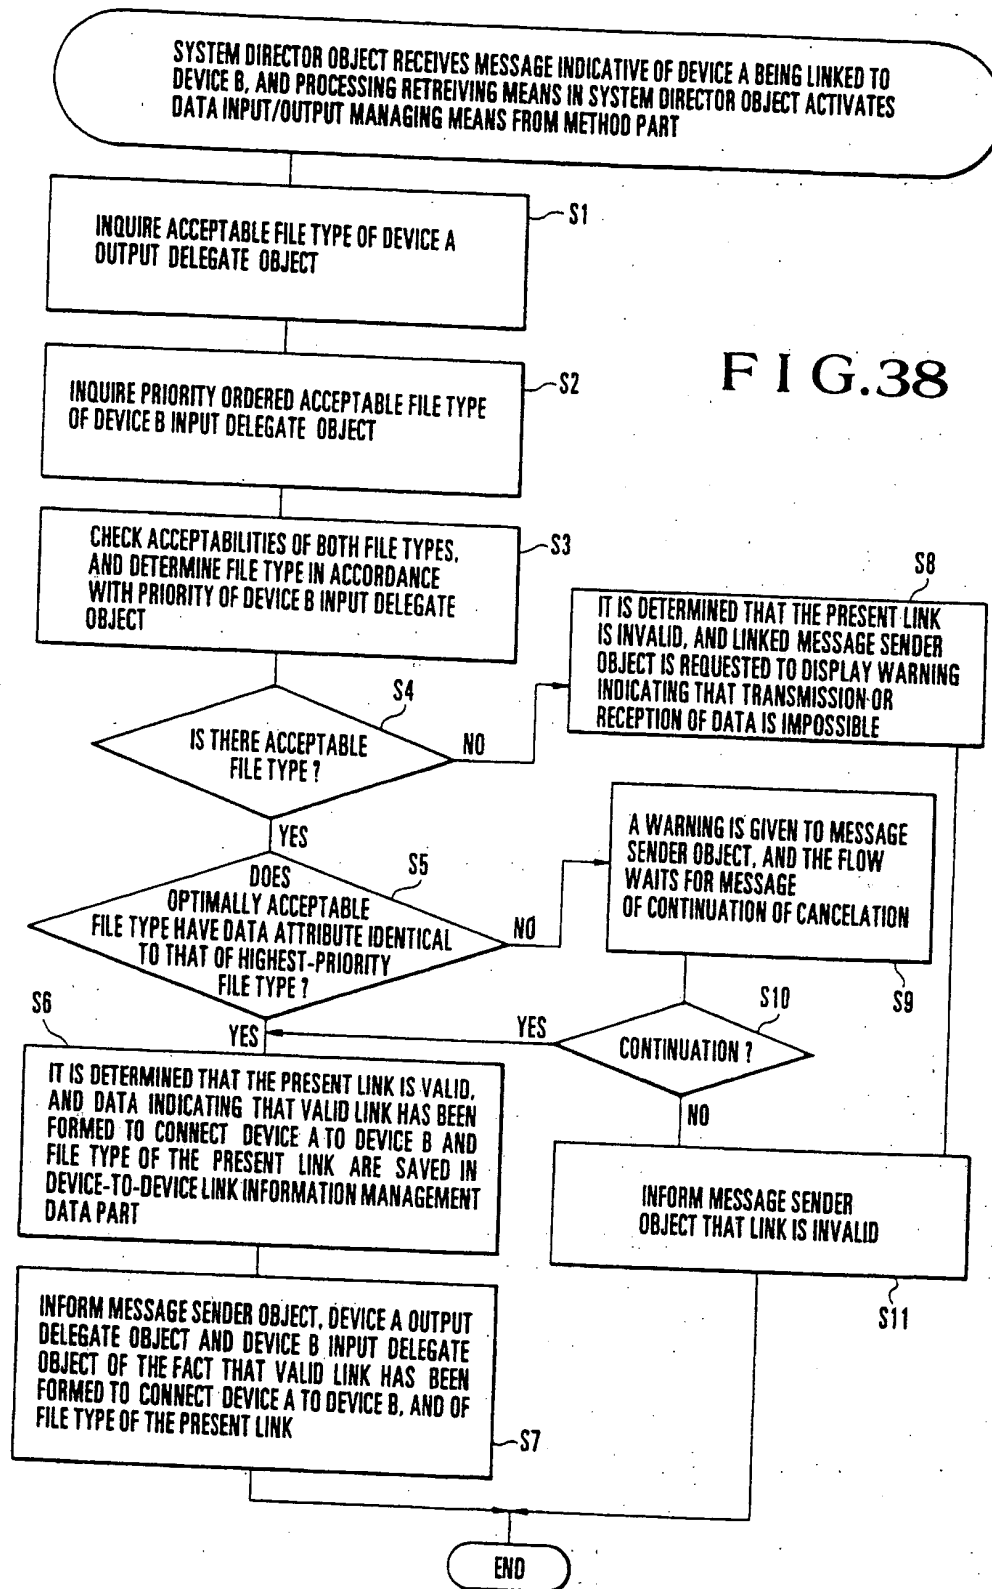 SYSTEM DIRECTOR OBJECT RECEIVES MESSAGE INDICATIVE OF DEVICE A BEING LINKED TO
DEVICE B, AND PROCESSING RETREIVING MEANS IN SYSTEM DIRECTOR OBJECT ACTIVATES
DATA INPUT/OUTPUT MANAGING MEANS FROM METHOD PART
S1
INQUIRE ACCEPTABLE FILE TYPE OF DEVICE A
OUTPUT DELEGATE OBJECT
FIG.38
S2
INQUIRE PRIORITY ORDERED ACCEPTABLE FILE TYPE
OF DEVICE B INPUT DELEGATE OBJECT
S3
CHECK ACCEPTABILITIES OF BOTH FILE TYPES,
AND DETERMINE FILE TYPE IN ACCORDANCE
WITH PRIORITY OF DEVICE B INPUT DELEGATE
OBJECT
S8
IT IS DETERMINED THAT THE PRESENT LINK
IS INVALID, AND LINKED MESSAGE SENDER
OBJECT IS REQUESTED TO DISPLAY WARNING
INDICATING THAT TRANSMISSION OR
RECEPTION OF DATA IS IMPOSSIBLE
S4
IS THERE ACCEPTABLE
FILE TYPE ?
NO
YES
S5
DOES
OPTIMALLY ACCEPTABLE
FILE TYPE HAVE DATA ATTRIBUTE IDENTICAL
TO THAT OF HIGHEST-PRIORITY
FILE TYPE ?
NO
YES
A WARNING IS GIVEN TO MESSAGE
SENDER OBJECT, AND THE FLOW
WAITS FOR MESSAGE
OF CONTINUATION OF CANCELATION
S9
S10
CONTINUATION ?
YES
NO
S6
IT IS DETERMINED THAT THE PRESENT LINK IS VALID,
AND DATA INDICATING THAT VALID LINK HAS BEEN
FORMED TO CONNECT DEVICE A TO DEVICE B AND
FILE TYPE OF THE PRESENT LINK ARE SAVED IN
DEVICE-TO-DEVICE LINK INFORMATION MANAGEMENT
DATA PART
INFORM MESSAGE SENDER
OBJECT THAT LINK IS INVALID
S11
INFORM MESSAGE SENDER OBJECT, DEVICE A OUTPUT
DELEGATE OBJECT AND DEVICE B INPUT DELEGATE
OBJECT OF THE FACT THAT VALID LINK HAS BEEN
FORMED TO CONNECT DEVICE A TO DEVICE B, AND OF
FILE TYPE OF THE PRESENT LINK
S7
END